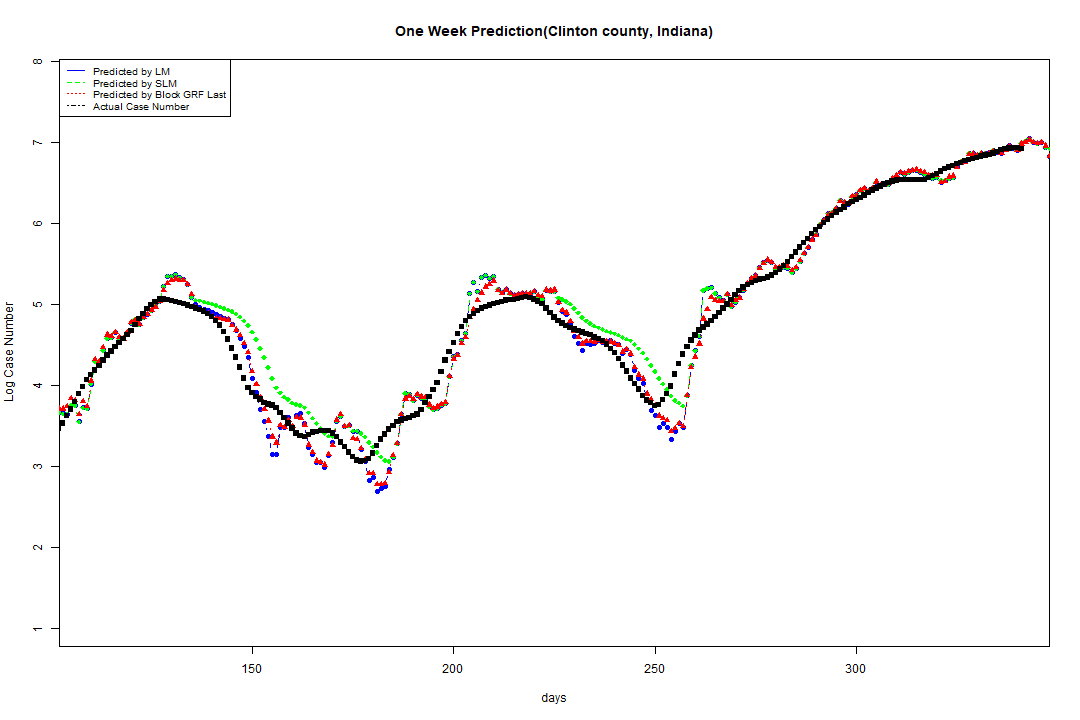 One Week Prediction(Clinton county, Indiana)
Predicted by LM
Predicted by SLM
Predicted by Block GRF Last
Actual Case Number
8
7
6
5
4
3
2
1
Log Case Number
150
200
250
300
days